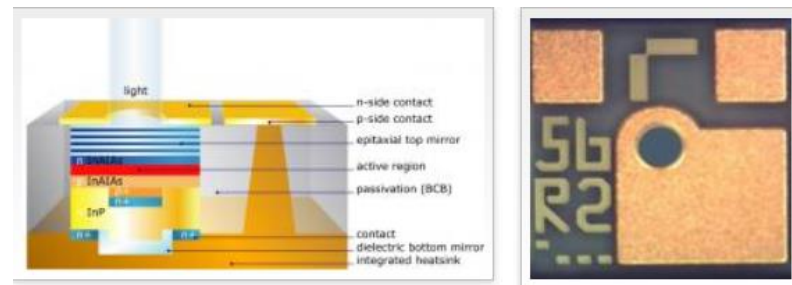 light
n-side contact
p-side contact
epitaxial top mirror
InAlAs
active region
InAlAs
passivation (BCB)
InP
n+
n+
contact
dielectric bottom mirror
integrated heatsink
R2